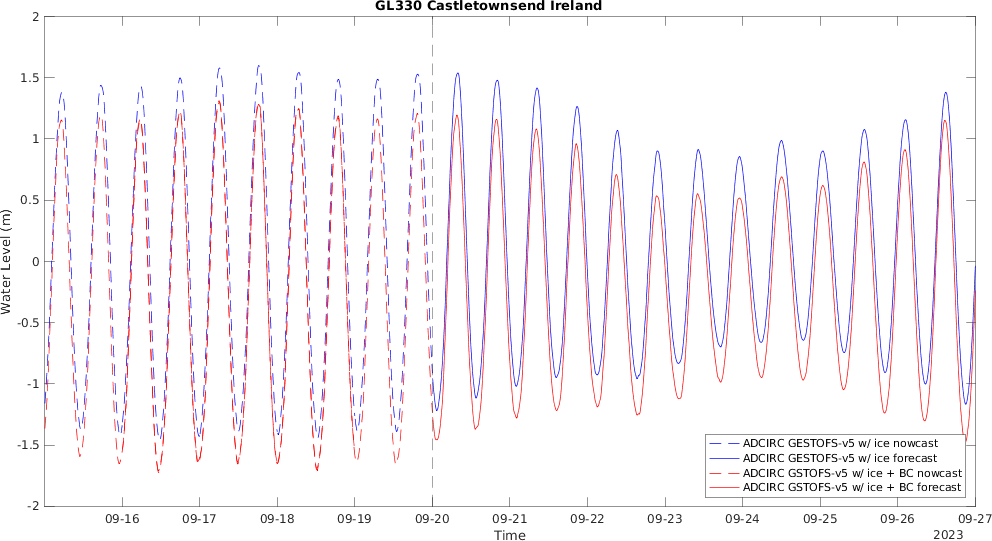 GL330 Castletownsend Ireland
2
1.5
1
0.5
0
-0.5
-1
-1.5
-2
Water Level (m)
ADCIRC GESTOFS-v5 w/ ice nowcast
ADCIRC GESTOFS-v5 w/ ice forecast
ADCIRC GSTOFS-v5 w/ ice + BC nowcast
ADCIRC GSTOFS-v5 w/ ice + BC forecast
09-16 09-17 09-18 09-19 09-20 09-21 09-22 09-23 09-24 09-25 09-26 09-27
Time
2023